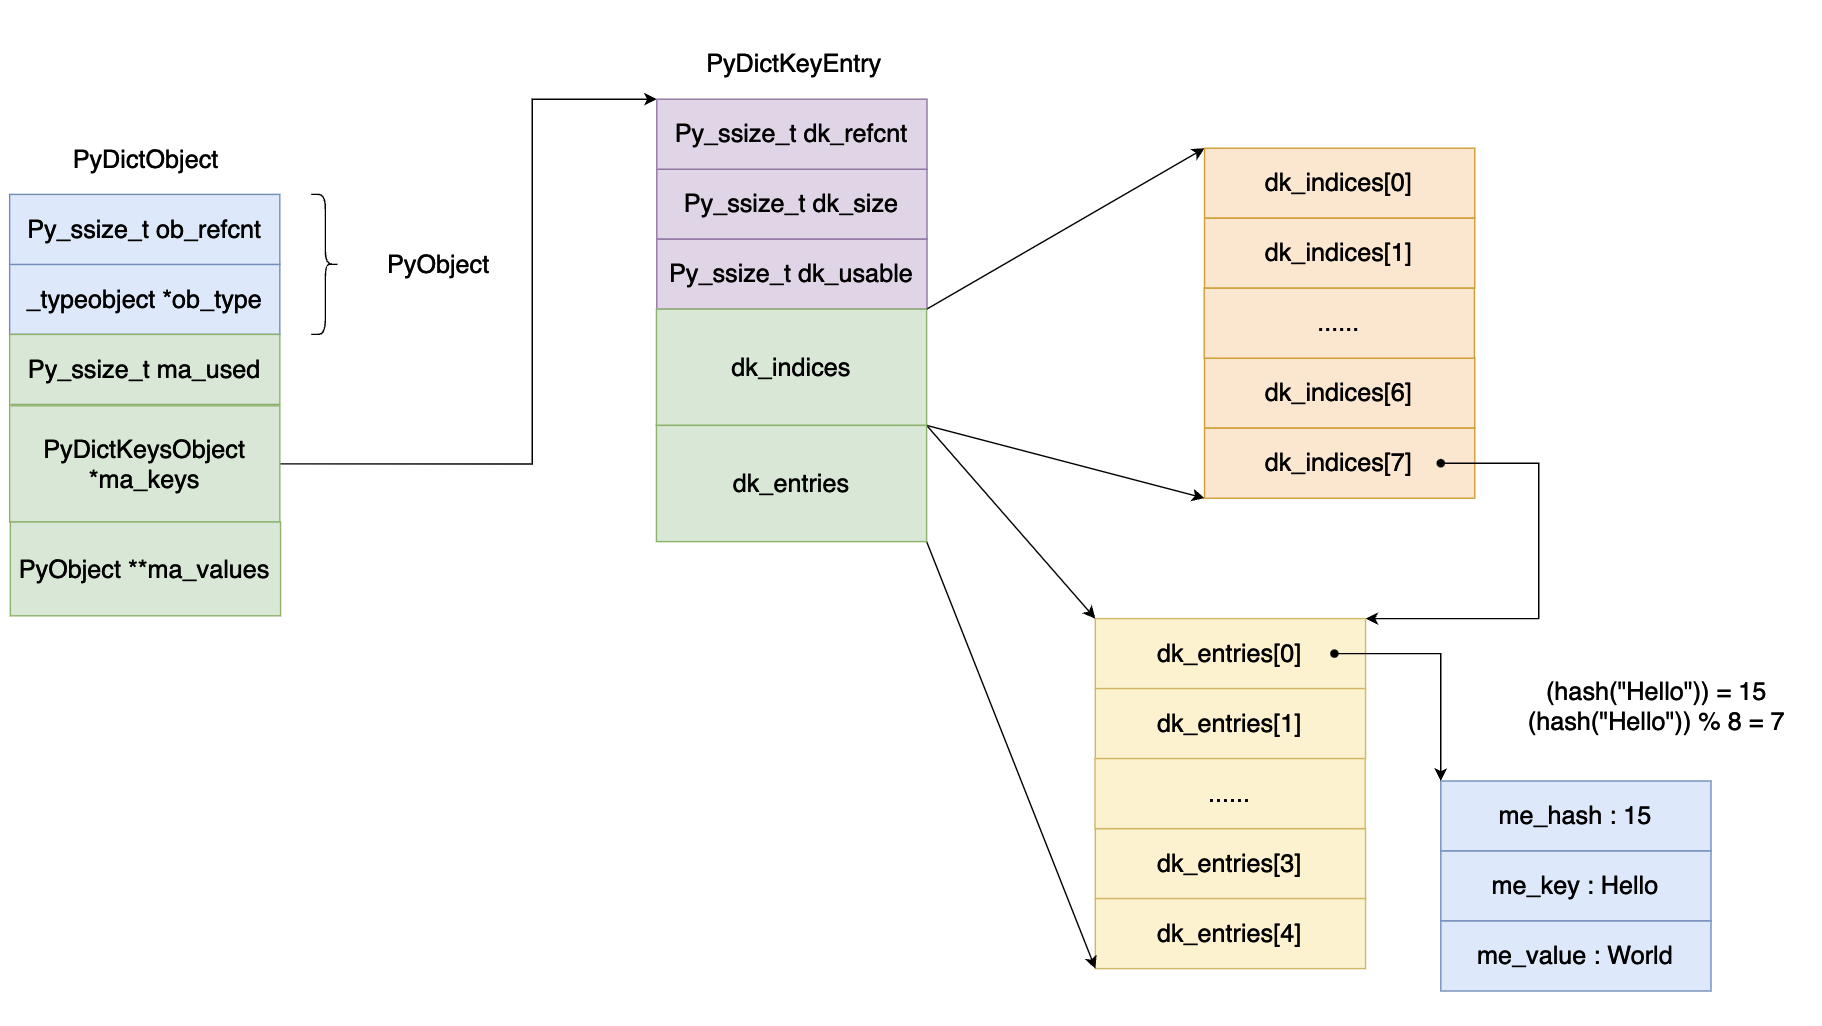 PyDictObject
Py_ssize_t ob_refcnt
_typeobject *ob_type
Py_ssize_t ma_used
PyDictKeysObject
*ma_keys
PyObject **ma_values
PyObject
PyDictKeyEntry
Py_ssize_t dk_refcnt
Py_ssize_t dk_size
Py_ssize_t dk_usable
dk_indices
dk_entries
dk_indices[0]
dk_indices[1]
......
dk_indices[6]
dk_indices[7]
dk_entries[0]
dk_entries[1]
......
dk_entries[3]
dk_entries[4]
(hash("Hello")) = 15
(hash("Hello")) % 8 = 7
me_hash : 15
me_key : Hello
me_value : World